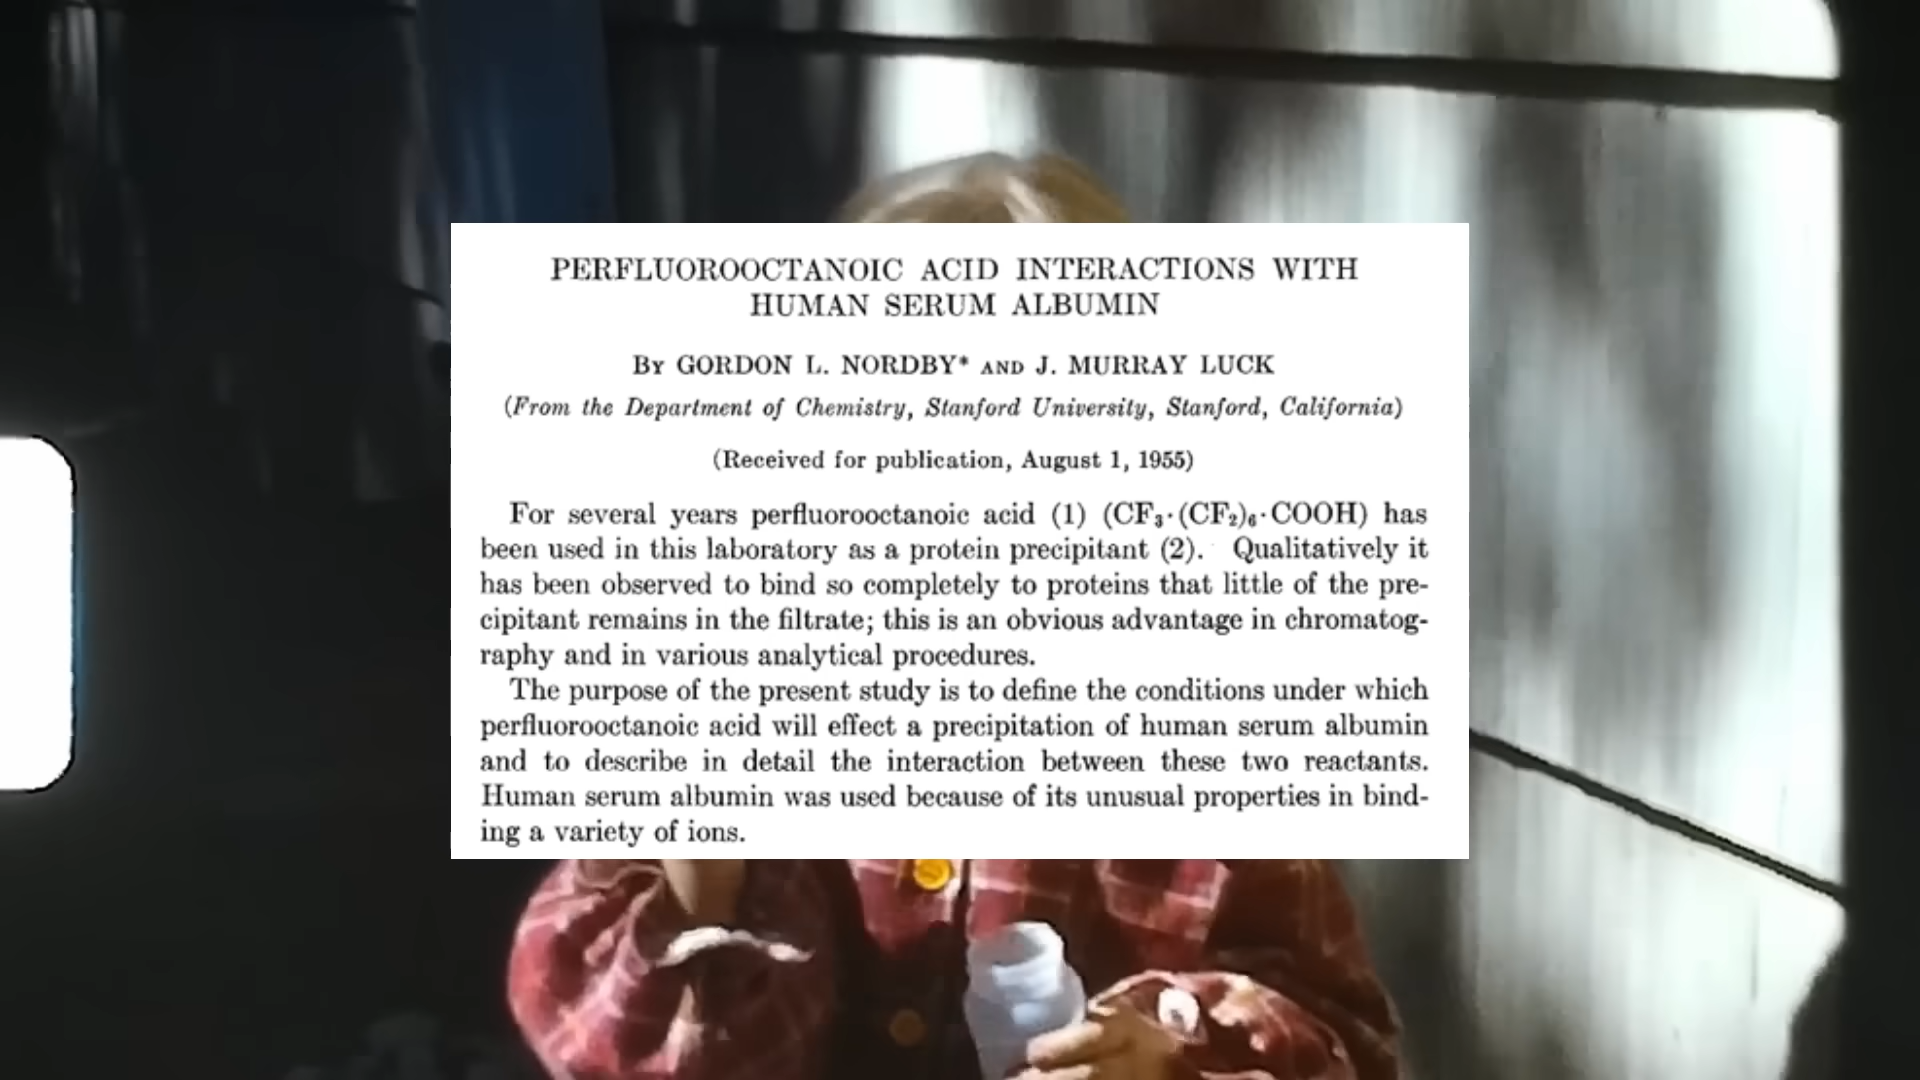 PERFLUOROOCTANOIC ACID INTERACTIONS WITH
HUMAN SERUM ALBUMIN
By GORDON L. NORDBY* AND J. MURRAY LUCK
(From the Department of Chemistry, Stanford University, Stanford, California)
(Received for publication, August 1, 1955)
For several years perfluorooctanoic acid (1) (CF₃·(CF₂)₆·COOH) has
been used in this laboratory as a protein precipitant (2). Qualitatively it
has been observed to bind so completely to proteins that little of the pre-
cipitant remains in the filtrate; this is an obvious advantage in chromatog-
raphy and in various analytical procedures.
The purpose of the present study is to define the conditions under which
perfluorooctanoic acid will effect a precipitation of human serum albumin
and to describe in detail the interaction between these two reactants.
Human serum albumin was used because of its unusual properties in bind-
ing a variety of ions.